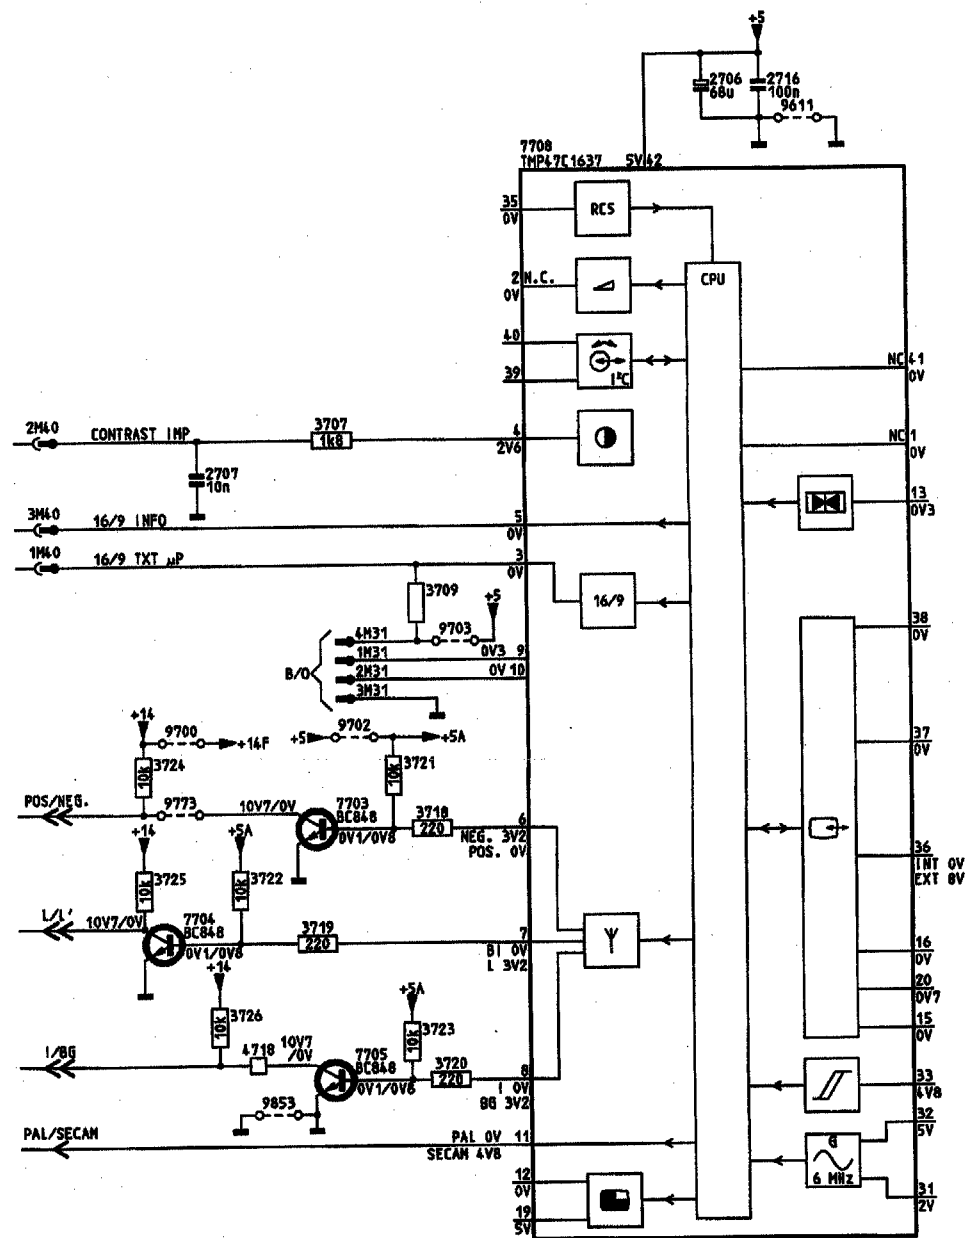 +5
2706
68u
2716
100n
9611
7708
TMP47C1637
5V 42
35
0V
RC5
CPU
2 N.C.
0V
40
39
I²C
NC 41
0V
2M40
CONTRAST IMP
3707
1k8
4
2V6
NC 1
0V
2707
10n
13
0V3
3M40
16/9 INFO
5
0V
1M40
16/9 TXT µP
3
0V
3709
16/9
+5
9703
4M31
1M31
0V3 9
B/O
2M31
0V 10
3M31
38
0V
+14
9700
+14F
+5
9702
+5A
3724
10k
3721
10k
37
0V
POS/NEG.
9773
10V7/0V
7703
BC848
0V1/0V6
3718
220
6
NEG. 3V2
POS. 0V
36
INT 0V
EXT 8V
+14
+5A
3725
10k
3722
10k
L/L'
10V7/0V
7704
BC848
0V1/0V6
3719
220
7
BI 0V
L 3V2
16
0V
20
0V7
15
0V
+14
3726
10k
+5A
3723
10k
I/BG
4718
10V7
/0V
7705
BC848
0V1/0V6
3720
220
8
I 0V
BG 3V2
33
4V8
9853
32
5V
PAL/SECAM
PAL 0V 11
SECAM 4V8
G
6 MHz
12
0V
31
2V
19
5V